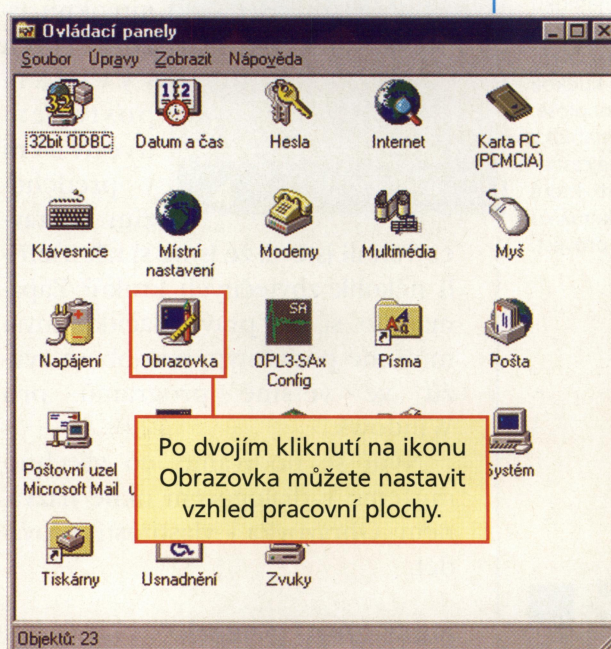 Ovládací panely
Soubor Úpravy Zobrazit Nápověda
32bit ODBC Datum a čas Hesla Internet Karta PC
(PCMCIA)
Klávesnice Místní
nastavení Modemy Multimédia Myš
Napájení Obrazovka SA
OPL3-SAx
Config Písma Pošta
Po dvojím kliknutí na ikonu
Obrazovka můžete nastavit
vzhled pracovní plochy.
Poštovní uzel
Microsoft Mail
Systém
Tiskárny Usnadnění Zvuky
Objektů: 23